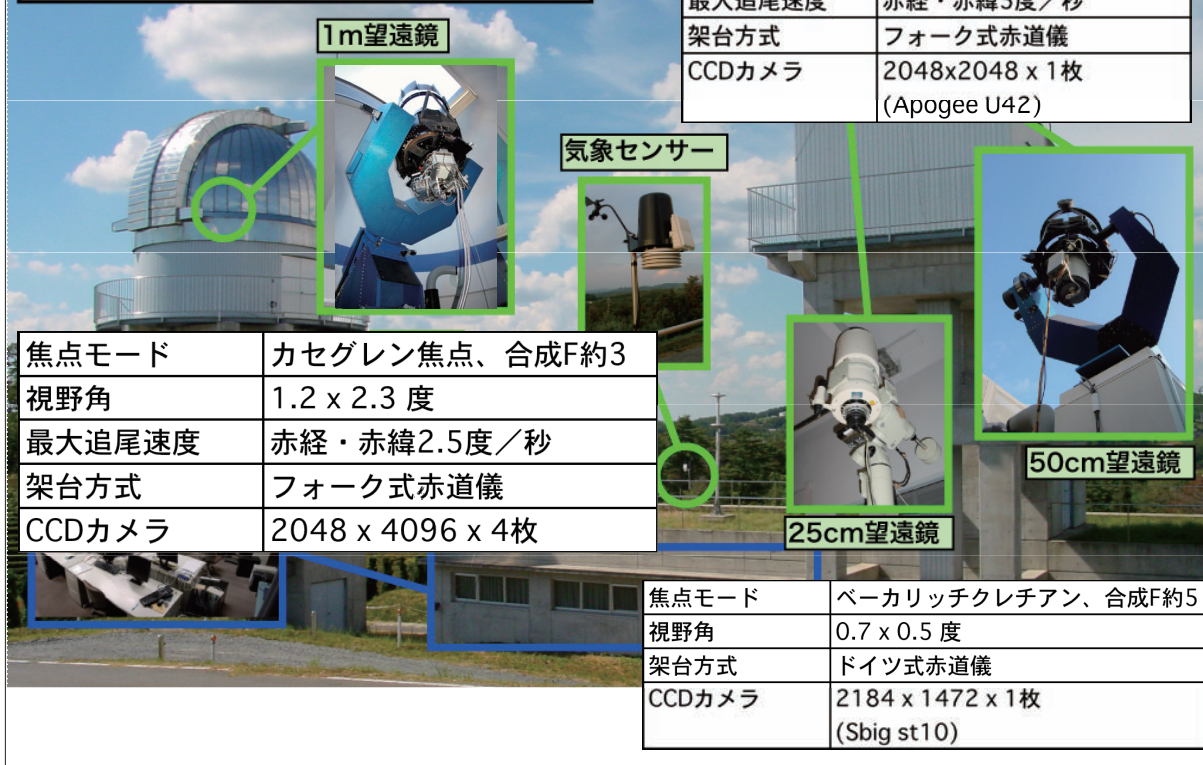 最大追尾速度 赤経・赤緯3度／秒
架台方式 フォーク式赤道儀
CCDカメラ 2048x2048 x 1枚
(Apogee U42)
1m望遠鏡
気象センサー
焦点モード カセグレン焦点、合成F約3
視野角 1.2 x 2.3 度
最大追尾速度 赤経・赤緯2.5度／秒
架台方式 フォーク式赤道儀
CCDカメラ 2048 x 4096 x 4枚
50cm望遠鏡
25cm望遠鏡
焦点モード ベーカリッチクレチアン、合成F約5
視野角 0.7 x 0.5 度
架台方式 ドイツ式赤道儀
CCDカメラ 2184 x 1472 x 1枚
(Sbig st10)